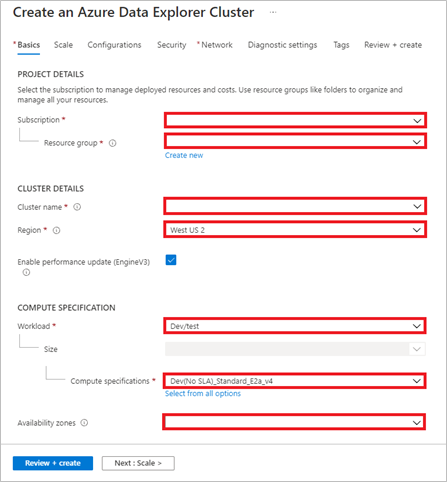 Create an Azure Data Explorer Cluster ...
* Basics Scale Configurations Security * Network Diagnostic settings Tags Review + create
PROJECT DETAILS
Select the subscription to manage deployed resources and costs. Use resource groups like folders to organize and
manage all your resources.
Subscription *
Resource group *
Create new
CLUSTER DETAILS
Cluster name *
Region * West US 2
Enable performance update (EngineV3)
COMPUTE SPECIFICATION
Workload * Dev/test
Size
Compute specifications * Dev(No SLA)_Standard_E2a_v4
Select from all options
Availability zones
Review + create Next : Scale >